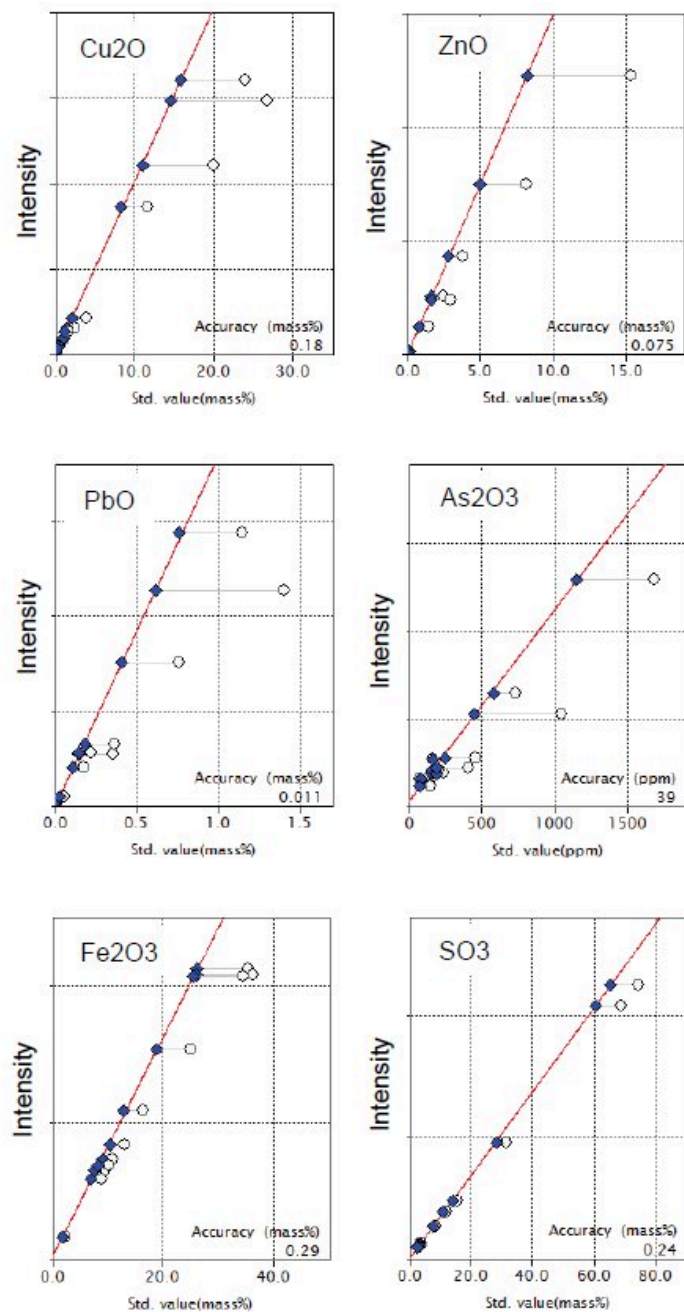 Cu2O
Intensity
Accuracy (mass%)
0.18
0.0 10.0 20.0 30.0
Std. value(mass%)
ZnO
Intensity
Accuracy (mass%)
0.075
0.0 5.0 10.0 15.0
Std. value(mass%)
PbO
Intensity
Accuracy (mass%)
0.011
0 0.5 1.0 1.5
Std. value(mass%)
As2O3
Intensity
Accuracy (ppm)
39
0 500 1000 1500
Std. value(ppm)
Fe2O3
Intensity
Accuracy (mass%)
0.29
0.0 20.0 40.0
Std. value(mass%)
SO3
Intensity
Accuracy (mass%)
0.24
0.0 20.0 40.0 60.0 80.0
Std. value(mass%)